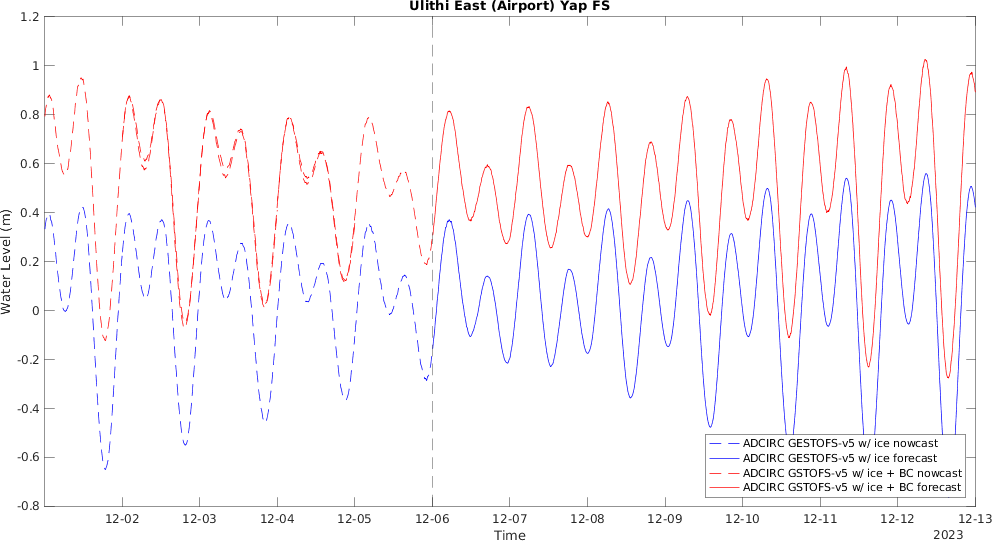 Ulithi East (Airport) Yap FS
1.2
1
0.8
0.6
0.4
0.2
0
-0.2
-0.4
-0.6
-0.8
Water Level (m)
ADCIRC GESTOFS-v5 w/ ice nowcast
ADCIRC GESTOFS-v5 w/ ice forecast
ADCIRC GSTOFS-v5 w/ ice + BC nowcast
ADCIRC GSTOFS-v5 w/ ice + BC forecast
12-02 12-03 12-04 12-05 12-06 12-07 12-08 12-09 12-10 12-11 12-12 12-13
Time
2023